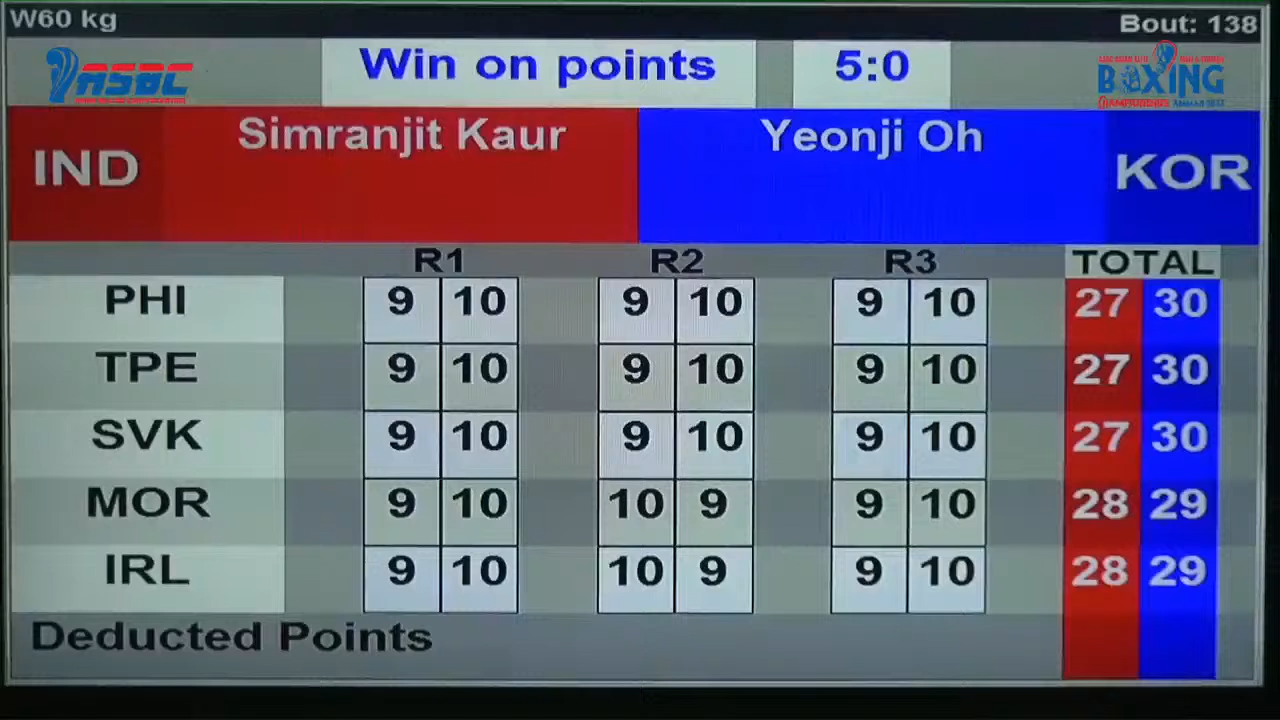 W60 kg
Bout: 138
ASBC
Win on points
5:0
BOXING
IND
Simranjit Kaur
Yeonji Oh
KOR
R1 R2 R3 TOTAL
PHI 9 10 9 10 9 10 27 30
TPE 9 10 9 10 9 10 27 30
SVK 9 10 9 10 9 10 27 30
MOR 9 10 10 9 9 10 28 29
IRL 9 10 10 9 9 10 28 29
Deducted Points